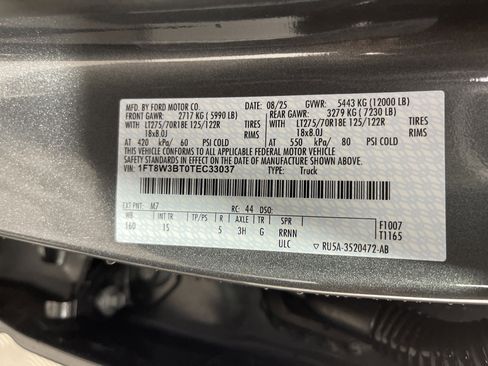 MFD. BY FORD MOTOR CO. 08/25 GVWR: 5443 KG (12000 LB)
FRONT GAWR: 2717 KG (5990 LB) REAR GAWR: 3279 KG (7230 LB)
LT275/70R18E 125/122R TIRES LT275/70R18E 125/122R TIRES
18x8.0J RIMS 18x8.0J RIMS
AT 420 kPa/ 60 PSI COLD AT 550 kPa/ 80 PSI COLD
THIS VEHICLE CONFORMS TO ALL APPLICABLE FEDERAL MOTOR VEHICLE
SAFETY AND THEFT PREVENTION STANDARDS IN EFFECT ON THE DATE OF MANUFACTURE SHOWN ABOVE.
VIN: 1FT8W3BT0TEC33037 TYPE: Truck
EXT PNT: M7 RC: 44 DSO:
WB INT TR TP/PS R AXLE TR SPR F1007
160 15 5 3H G RRNN T1165
ULC RU5A-3520472-AB